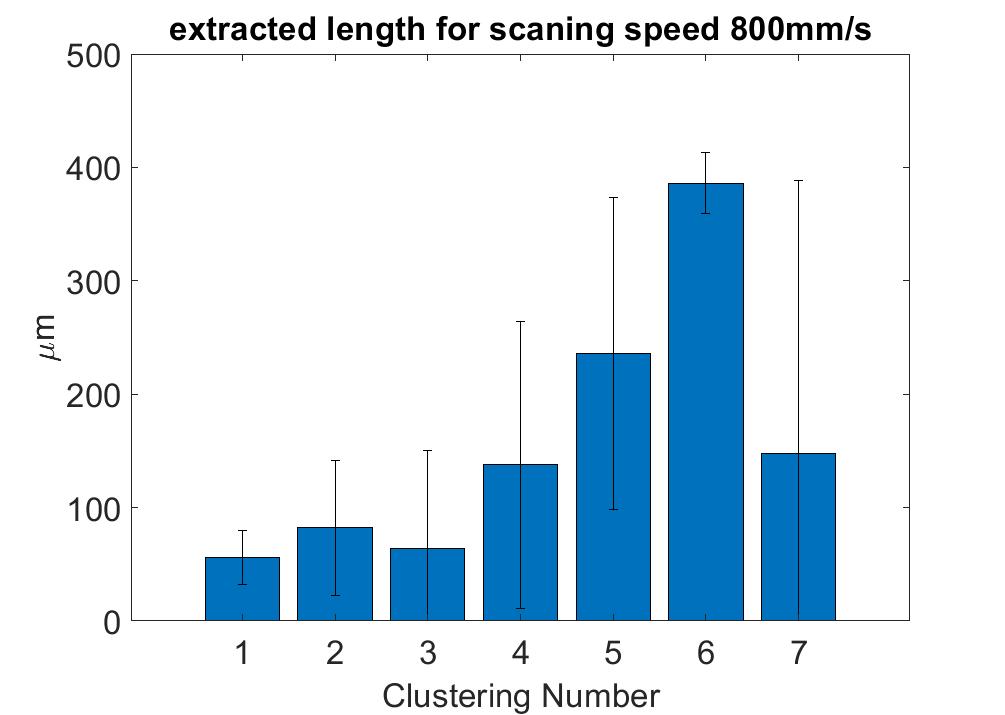 extracted length for scaning speed 800mm/s
500
400
300
200
100
0
μm
1 2 3 4 5 6 7
Clustering Number